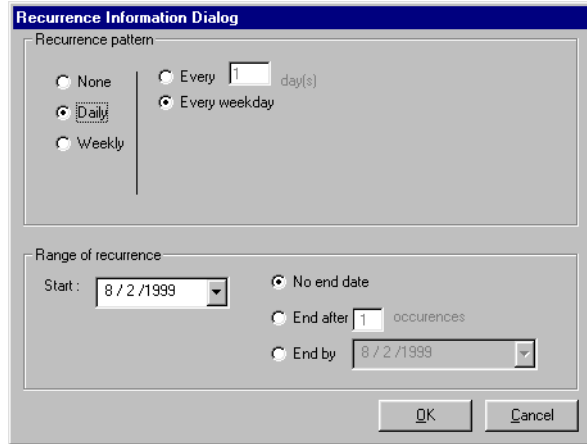 Recurrence Information Dialog
Recurrence pattern
None
Daily
Weekly
Every 1 day(s)
Every weekday
Range of recurrence
Start : 8 / 2 /1999
No end date
End after 1 occurences
End by 8 / 2 /1999
OK Cancel